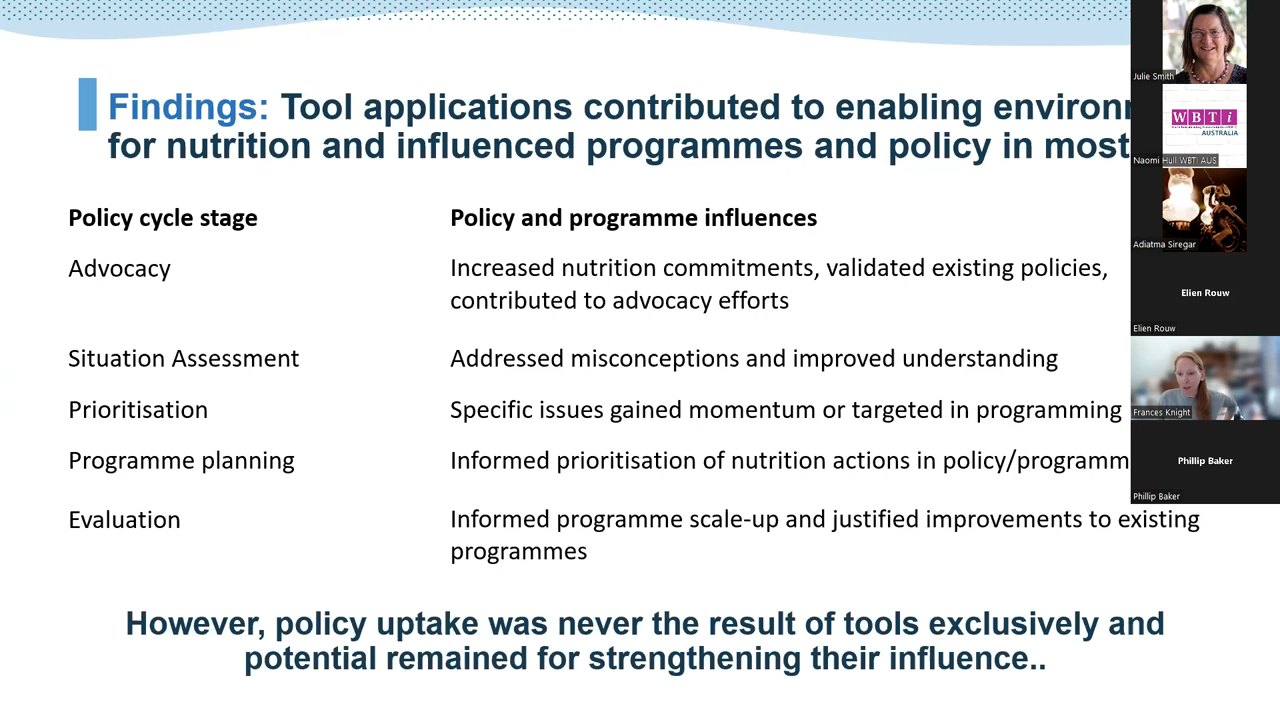 Findings: Tool applications contributed to enabling
for nutrition and influenced programmes and policy in most
Policy cycle stage
Policy and programme influences
Advocacy
Increased nutrition commitments, validated existing policies,
contributed to advocacy efforts
Situation Assessment
Addressed misconceptions and improved understanding
Prioritisation
Specific issues gained momentum or targeted in programming
Programme planning
Informed prioritisation of nutrition actions in policy/programm
Evaluation
Informed programme scale-up and justified improvements to existing
programmes
However, policy uptake was never the result of tools exclusively and
potential remained for strengthening their influence..
Julie Smith
WBTi
AUSTRALIA
Naomi Hull WBTI AUS
Adiatma Siregar
Elien Rouw
Elien Rouw
Frances Knight
Phillip Baker
Phillip Baker